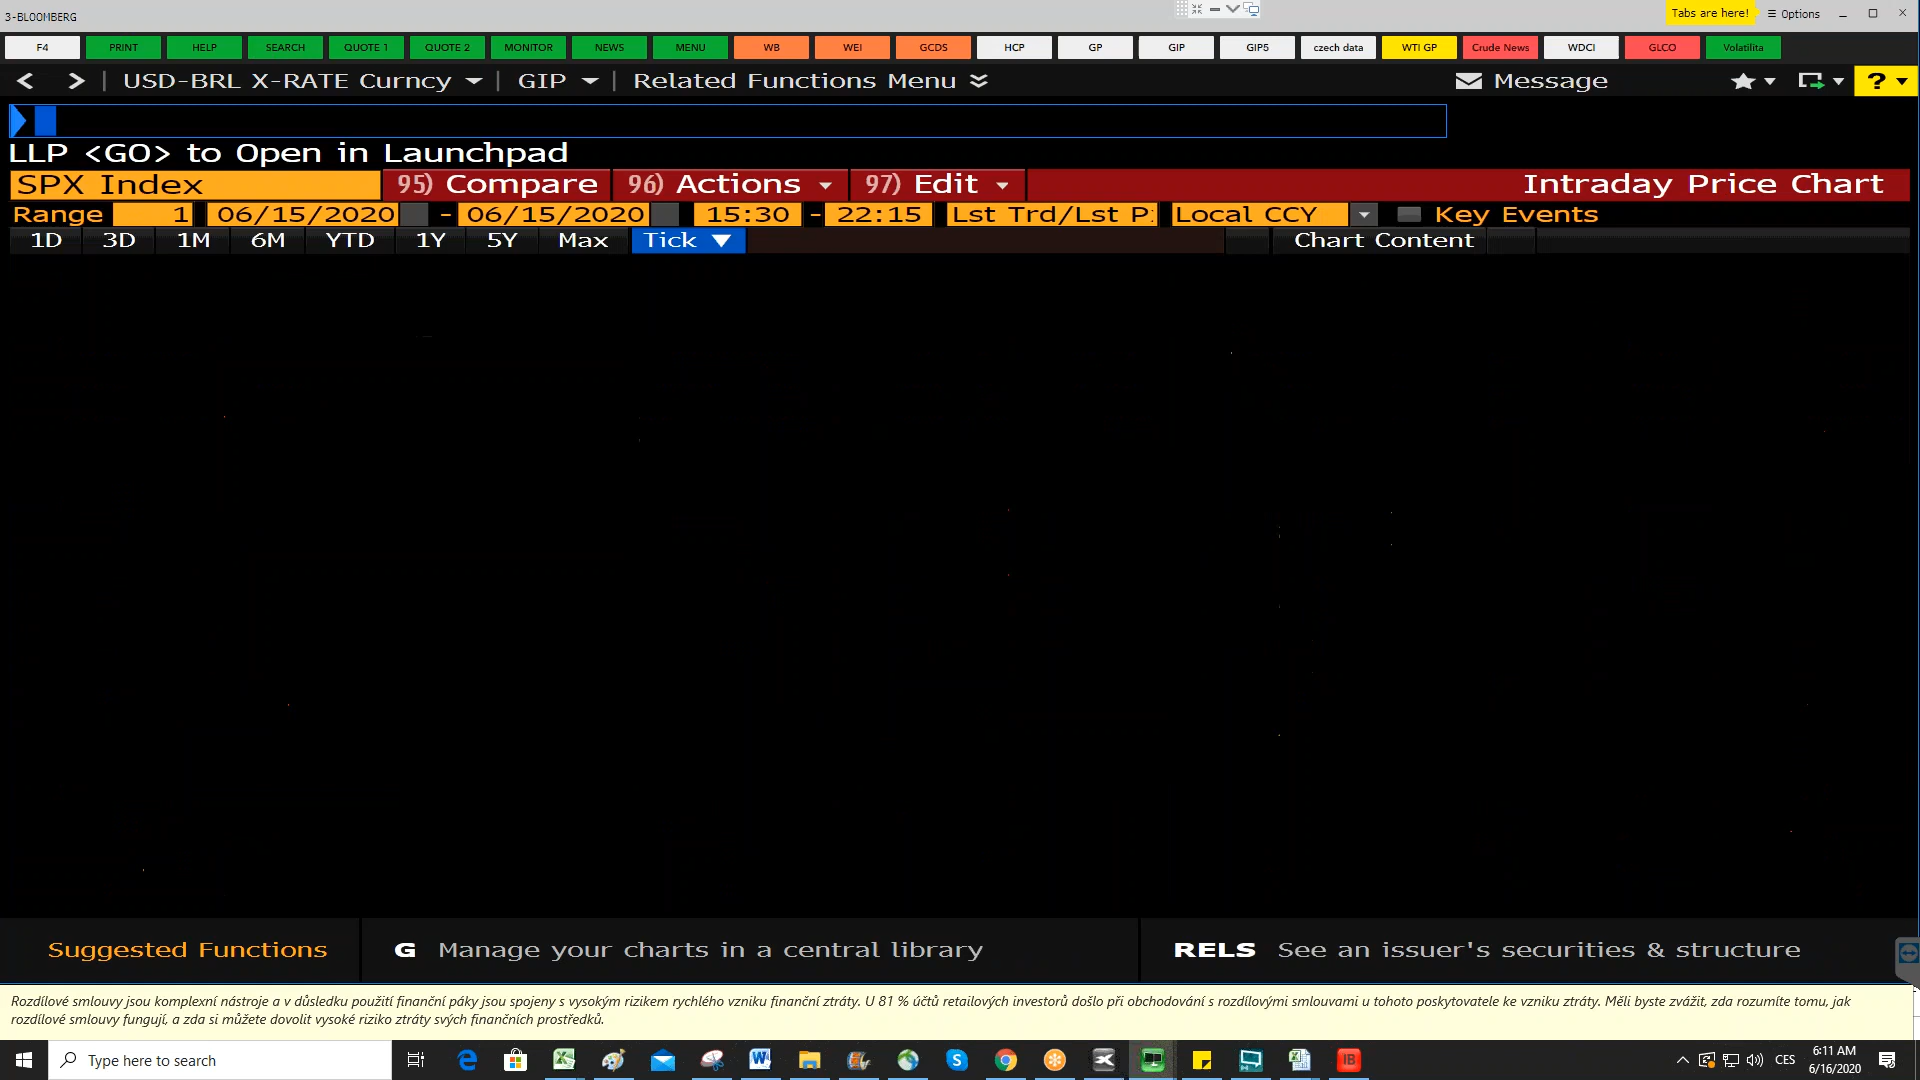 3-BLOOMBERG
Tabs are here! Options
F4 PRINT HELP SEARCH QUOTE 1 QUOTE 2 MONITOR NEWS MENU WB WEI GCDS HCP GP GIP GIP5 czech data WTI GP Crude News WDCI GLCO Volatilita
USD-BRL X-RATE Curncy | GIP | Related Functions Menu Message ?
LLP <GO> to Open in Launchpad
SPX Index 95) Compare 96) Actions 97) Edit Intraday Price Chart
Range 1 06/15/2020 - 06/15/2020 15:30 - 22:15 Lst Trd/Lst P Local CCY Key Events
1D 3D 1M 6M YTD 1Y 5Y Max Tick Chart Content
Suggested Functions G Manage your charts in a central library RELS See an issuer's securities & structure
Rozdílové smlouvy jsou komplexní nástroje a v důsledku použití finanční páky jsou spojeny s vysokým rizikem rychlého vzniku finanční ztráty. U 81 % účtů retailových investorů došlo při obchodování s rozdílovými smlouvami u tohoto poskytovatele ke vzniku ztráty. Měli byste zvážit, zda rozumíte tomu, jak
rozdílové smlouvy fungují, a zda si můžete dovolit vysoké riziko ztráty svých finančních prostředků.
Type here to search CES 6:11 AM
6/16/2020